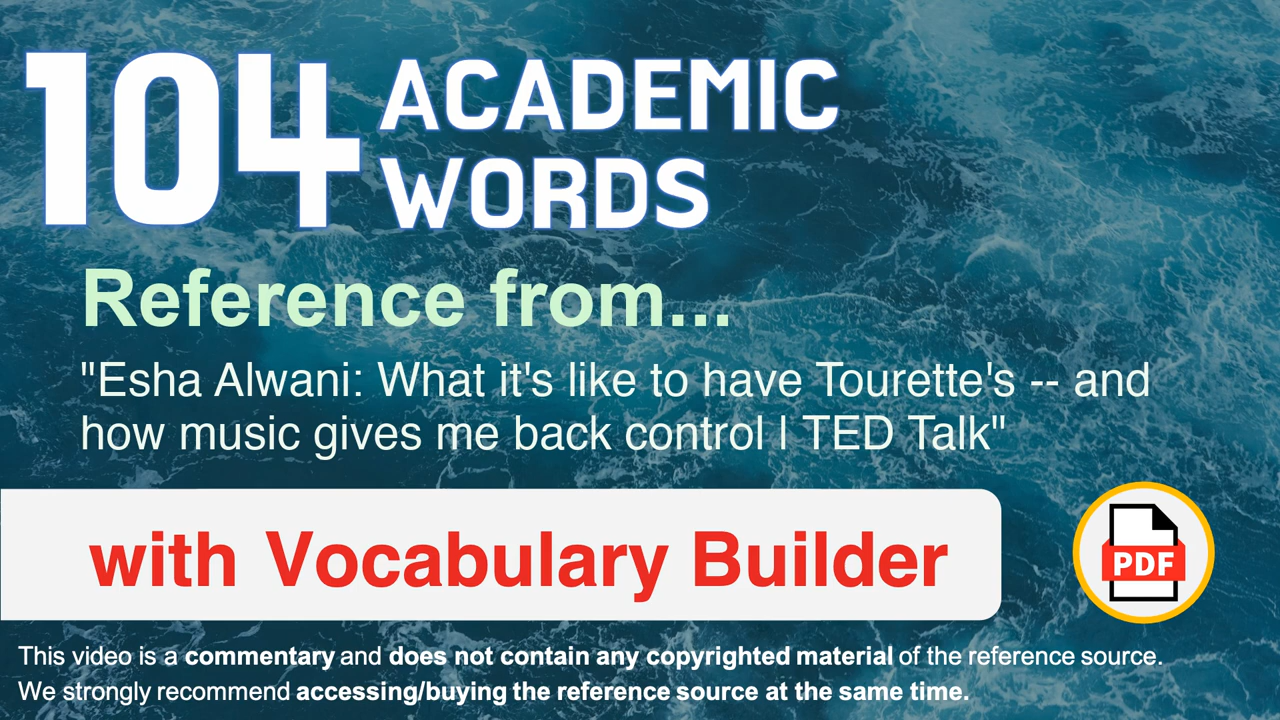 104 ACADEMIC
WORDS
Reference from...
"Esha Alwani: What it's like to have Tourette's -- and
how music gives me back control | TED Talk"
with Vocabulary Builder
PDF
This video is a commentary and does not contain any copyrighted material of the reference source.
We strongly recommend accessing/buying the reference source at the same time.